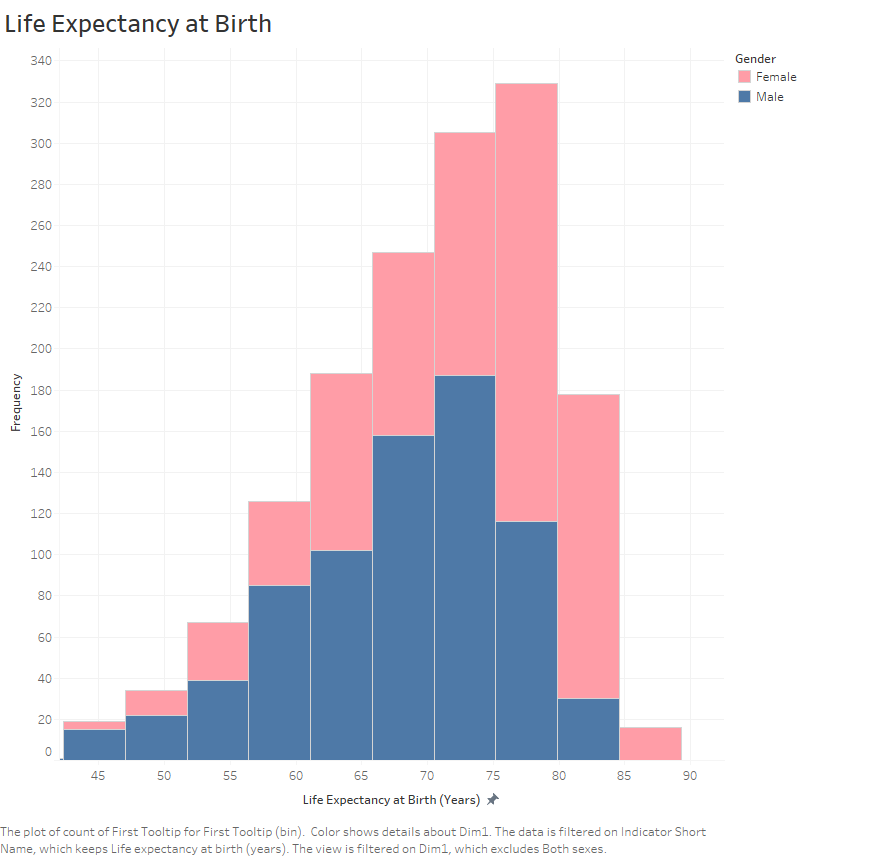 Life Expectancy at Birth
Gender
Female
Male
340
320
300
280
260
240
220
200
180
160
140
120
100
80
60
40
20
0
Frequency
45 50 55 60 65 70 75 80 85 90
Life Expectancy at Birth (Years)
The plot of count of First Tooltip for First Tooltip (bin). Color shows details about Dim1. The data is filtered on Indicator Short
Name, which keeps Life expectancy at birth (years). The view is filtered on Dim1, which excludes Both sexes.